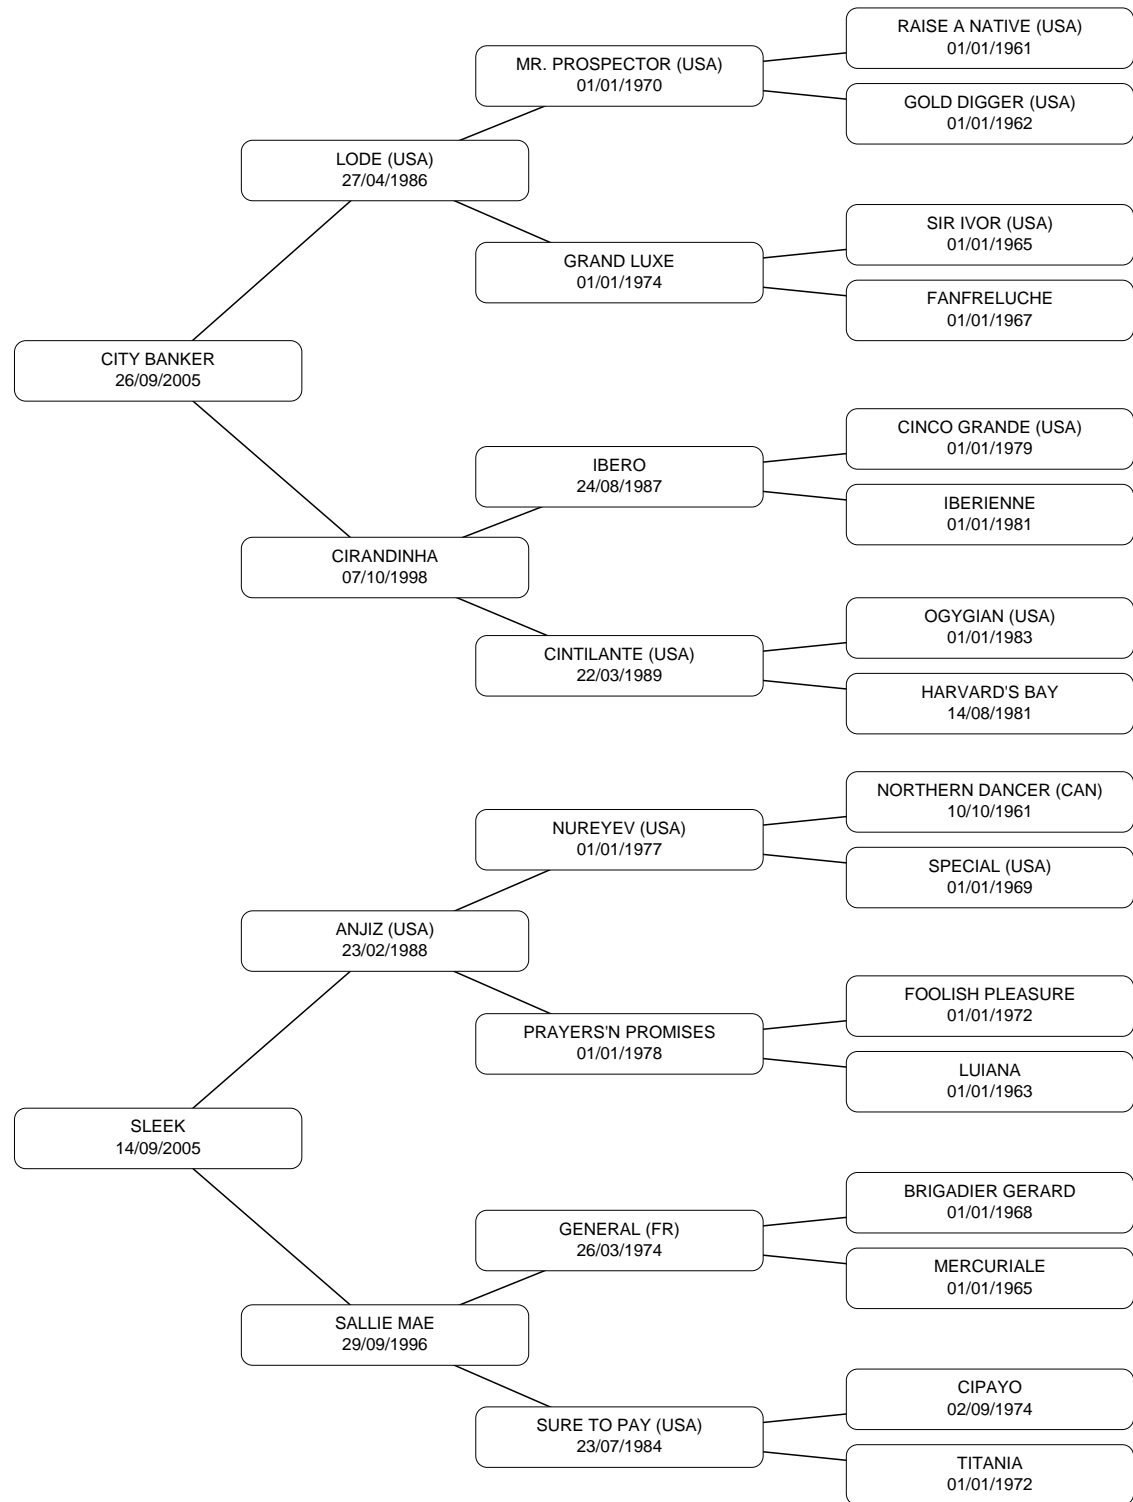 RAISE A NATIVE (USA)
01/01/1961
MR. PROSPECTOR (USA)
01/01/1970
GOLD DIGGER (USA)
01/01/1962
LODE (USA)
27/04/1986
SIR IVOR (USA)
01/01/1965
GRAND LUXE
01/01/1974
FANFRELUCHE
01/01/1967
CITY BANKER
26/09/2005
CINCO GRANDE (USA)
01/01/1979
IBERO
24/08/1987
IBERIENNE
01/01/1981
CIRANDINHA
07/10/1998
OGYGIAN (USA)
01/01/1983
CINTILANTE (USA)
22/03/1989
HARVARD'S BAY
14/08/1981
NORTHERN DANCER (CAN)
10/10/1961
NUREYEV (USA)
01/01/1977
SPECIAL (USA)
01/01/1969
ANJIZ (USA)
23/02/1988
FOOLISH PLEASURE
01/01/1972
PRAYERS'N PROMISES
01/01/1978
LUIANA
01/01/1963
SLEEK
14/09/2005
BRIGADIER GERARD
01/01/1968
GENERAL (FR)
26/03/1974
MERCURIALE
01/01/1965
SALLIE MAE
29/09/1996
CIPAYO
02/09/1974
SURE TO PAY (USA)
23/07/1984
TITANIA
01/01/1972